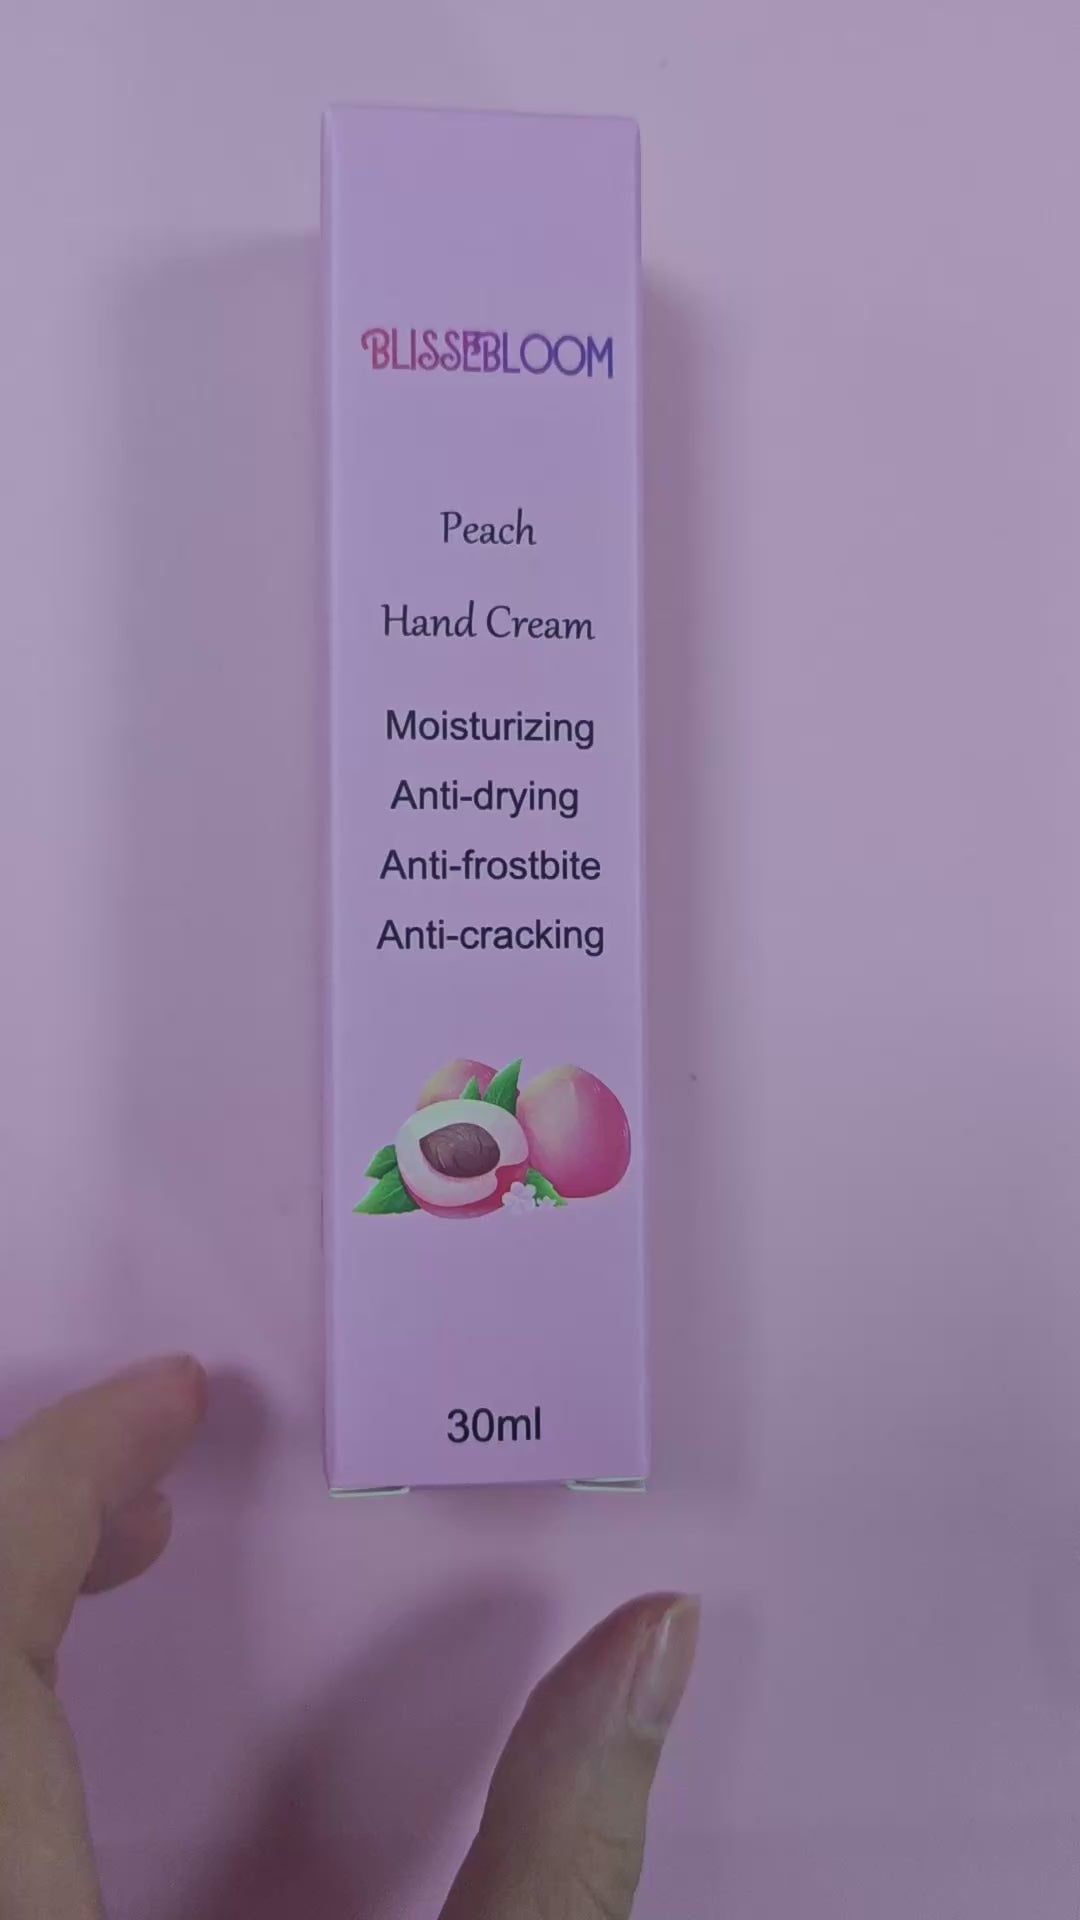 BLISSEBLOOM
Peach
Hand Cream
Moisturizing
Anti-drying
Anti-frostbite
Anti-cracking
30ml